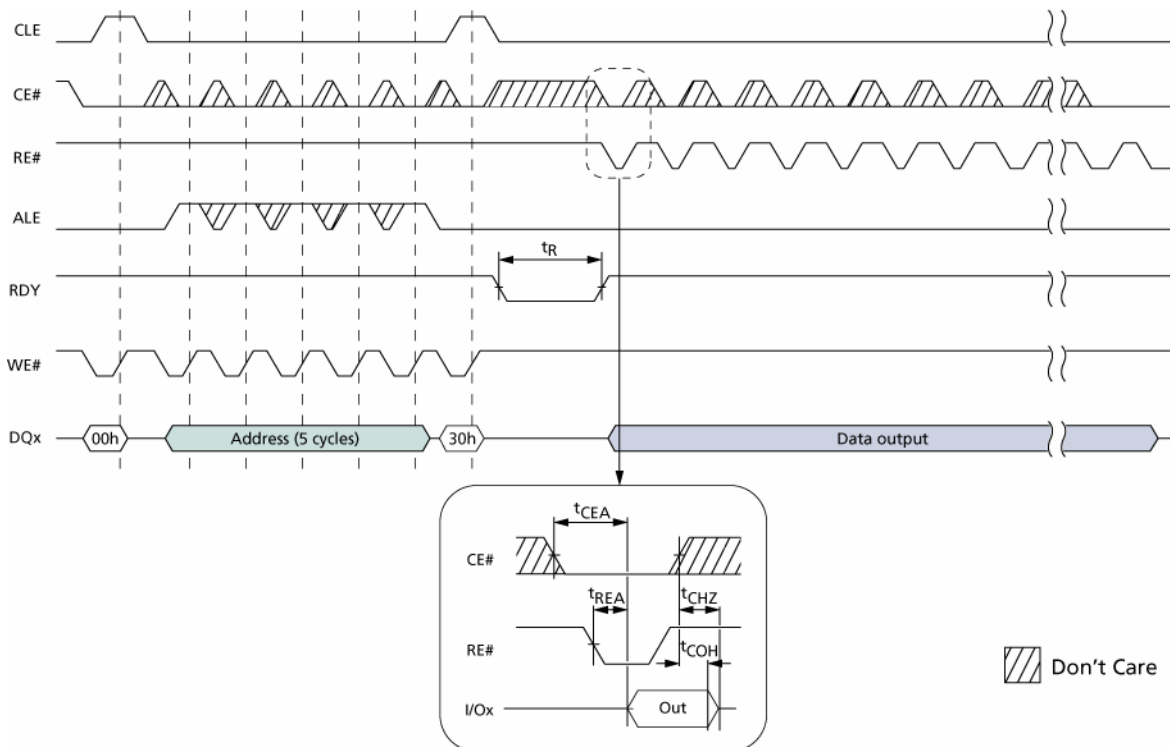 CLE
CE#
RE#
ALE
tR
RDY
WE#
DQx 00h Address (5 cycles) 30h Data output
tCEA
CE#
tREA tCHZ
tCOH
RE#
Don't Care
I/Ox Out